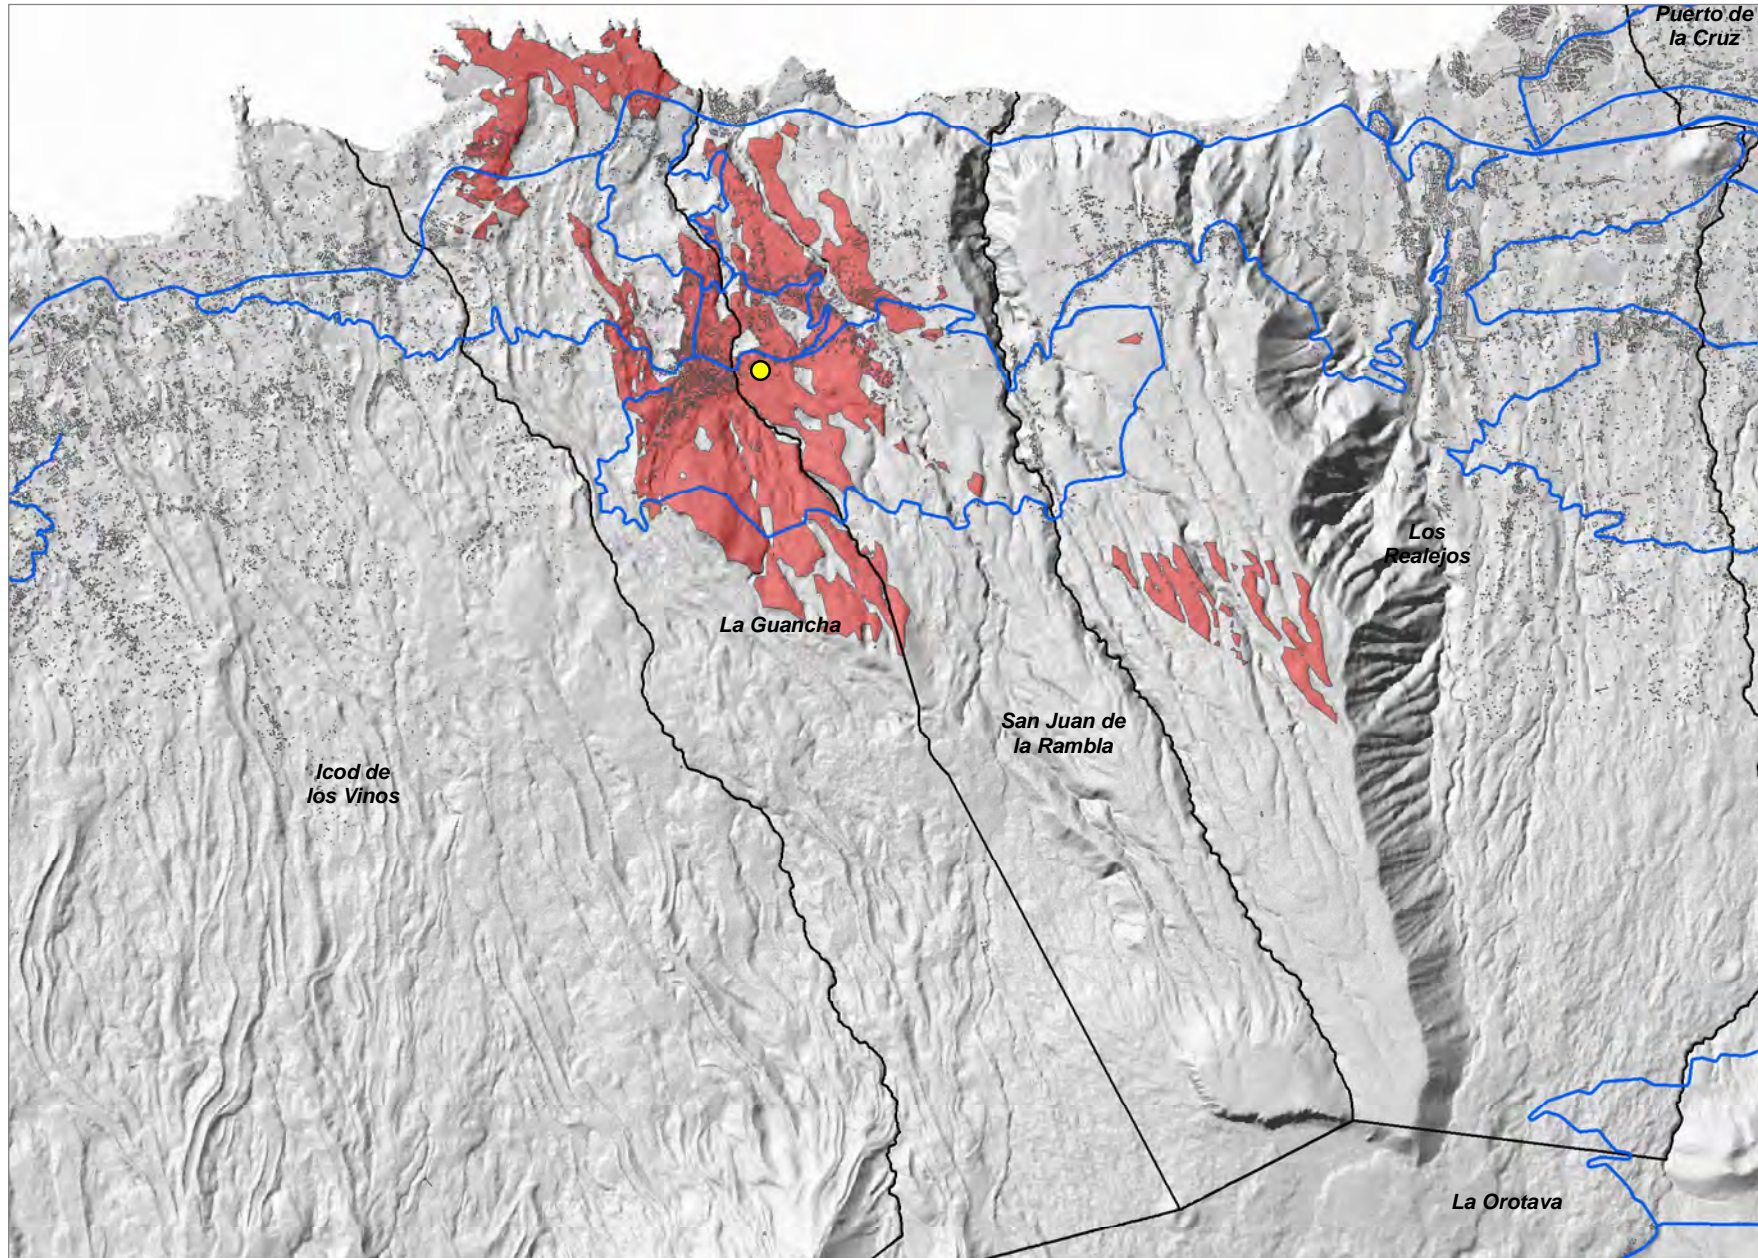 Puerto de
la Cruz
Los
Realejos
La Guancha
San Juan de
la Rambla
Icod de
los Vinos
La Orotava